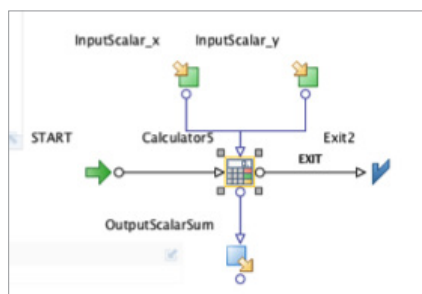 InputScalar_x InputScalar_y
START Calculator5 Exit2
EXIT
OutputScalarSum